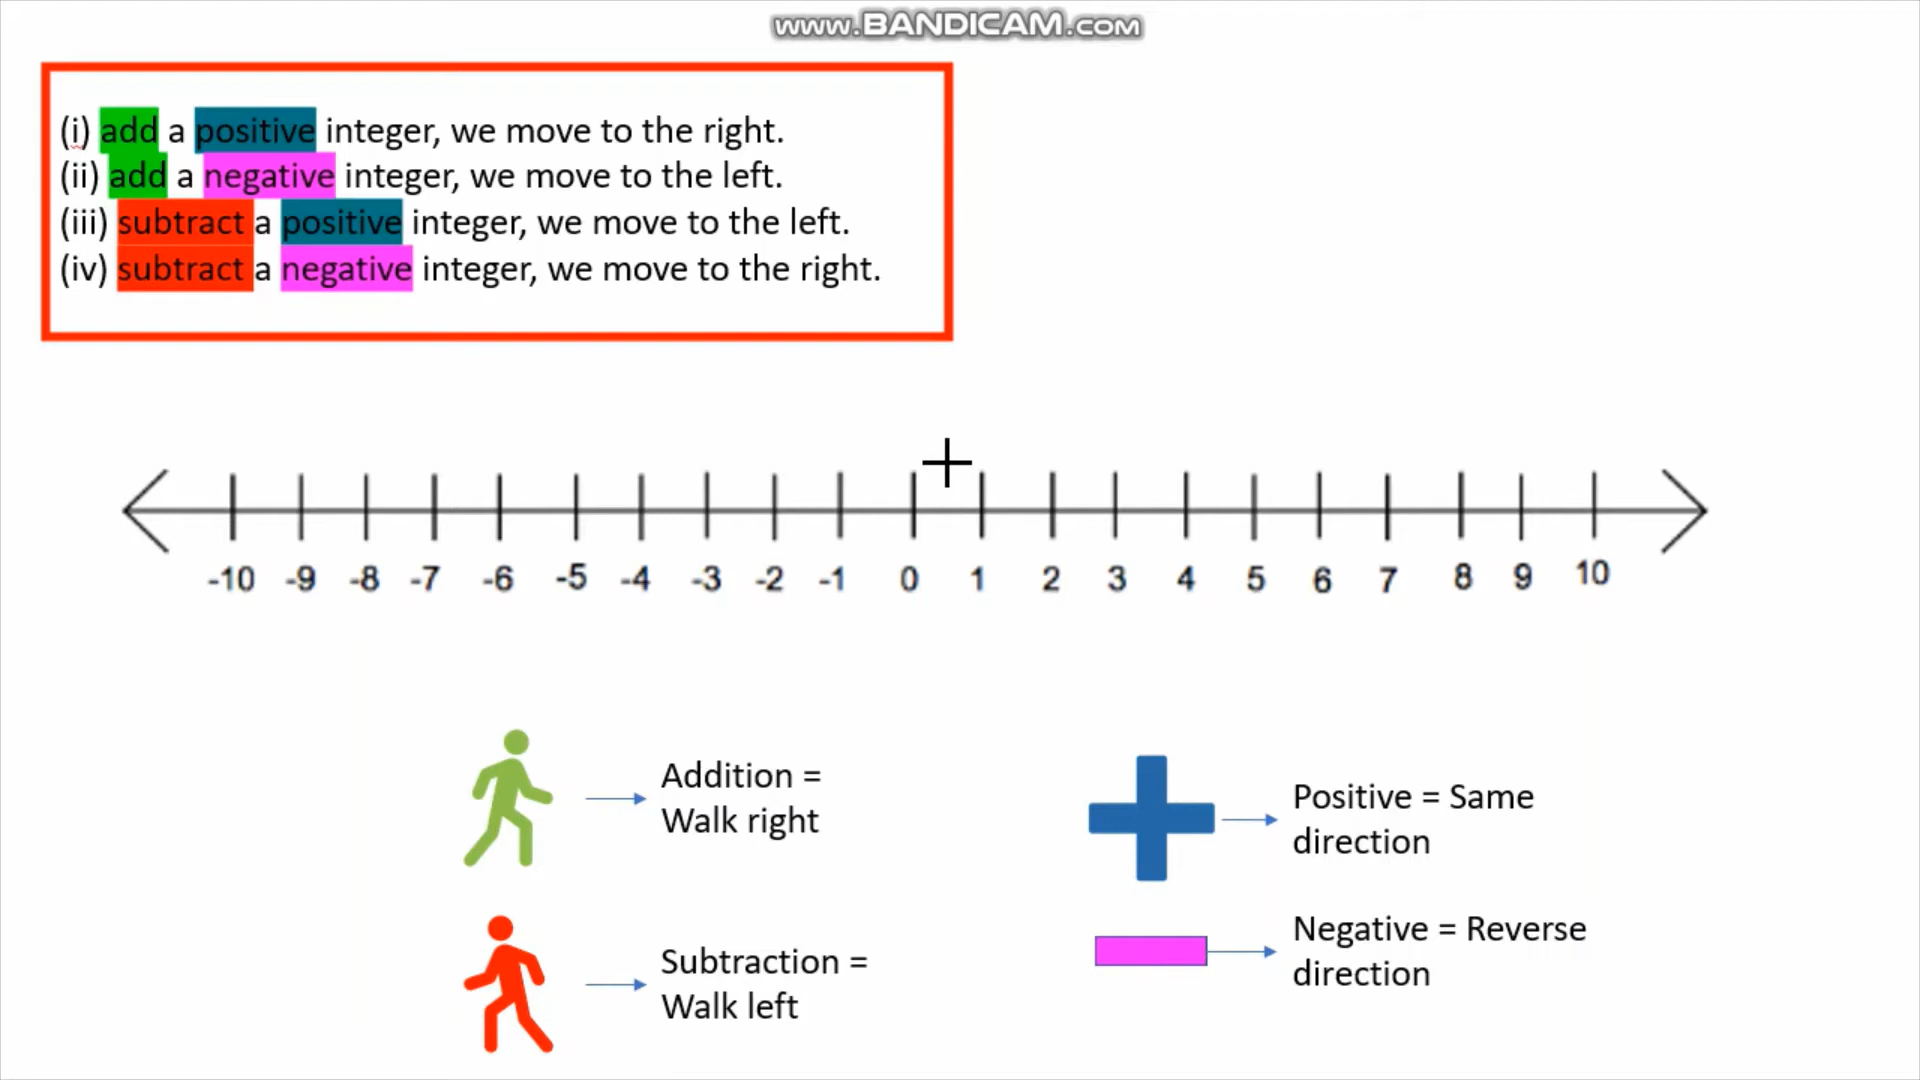 www.BANDICAM.com
(i) add a positive integer, we move to the right.
(ii) add a negative integer, we move to the left.
(iii) subtract a positive integer, we move to the left.
(iv) subtract a negative integer, we move to the right.
-10 -9 -8 -7 -6 -5 -4 -3 -2 -1 0 1 2 3 4 5 6 7 8 9 10
Addition =
Walk right
Positive = Same
direction
Subtraction =
Walk left
Negative = Reverse
direction